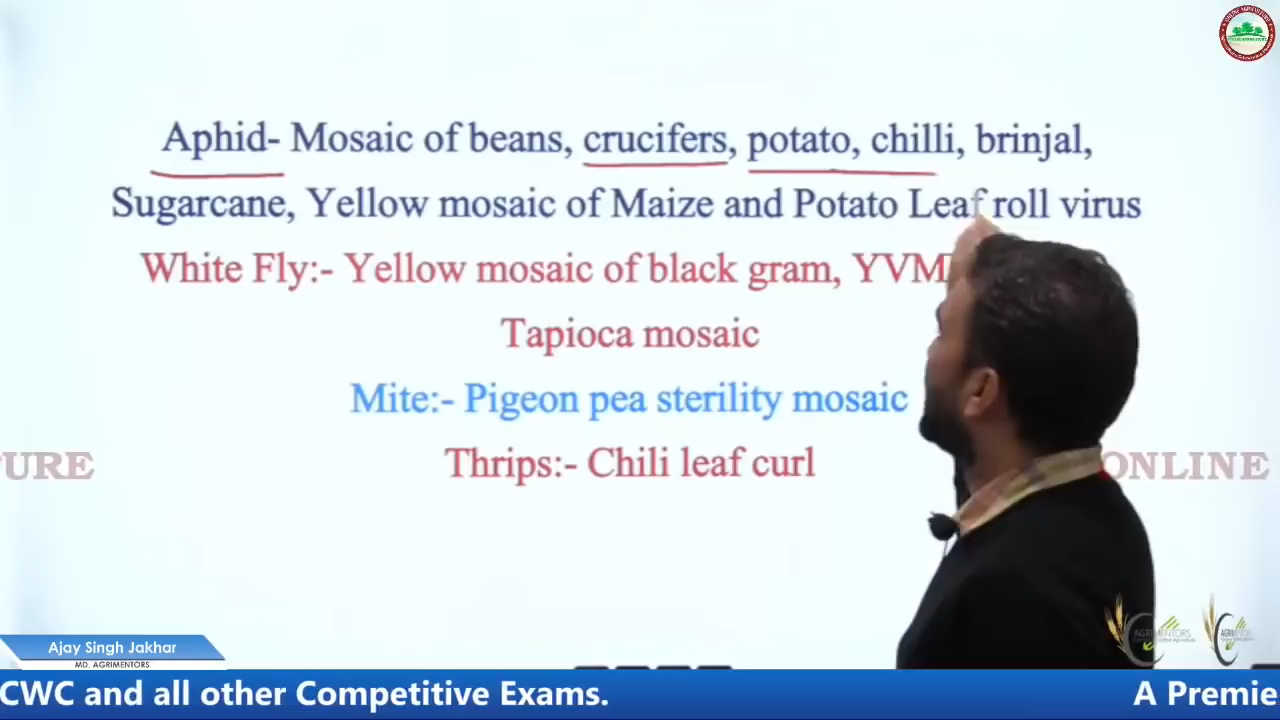 Aphid- Mosaic of beans, crucifers, potato, chilli, brinjal,
Sugarcane, Yellow mosaic of Maize and Potato Leaf roll virus
White Fly:- Yellow mosaic of black gram,
Tapioca mosaic
Mite:- Pigeon pea sterility mosaic
Thrips:- Chili leaf curl
URE
ONLINE
Ajay Singh Jakhar
MD. AGRIMENTORS
CWC and all other Competitive Exams.
A Premie